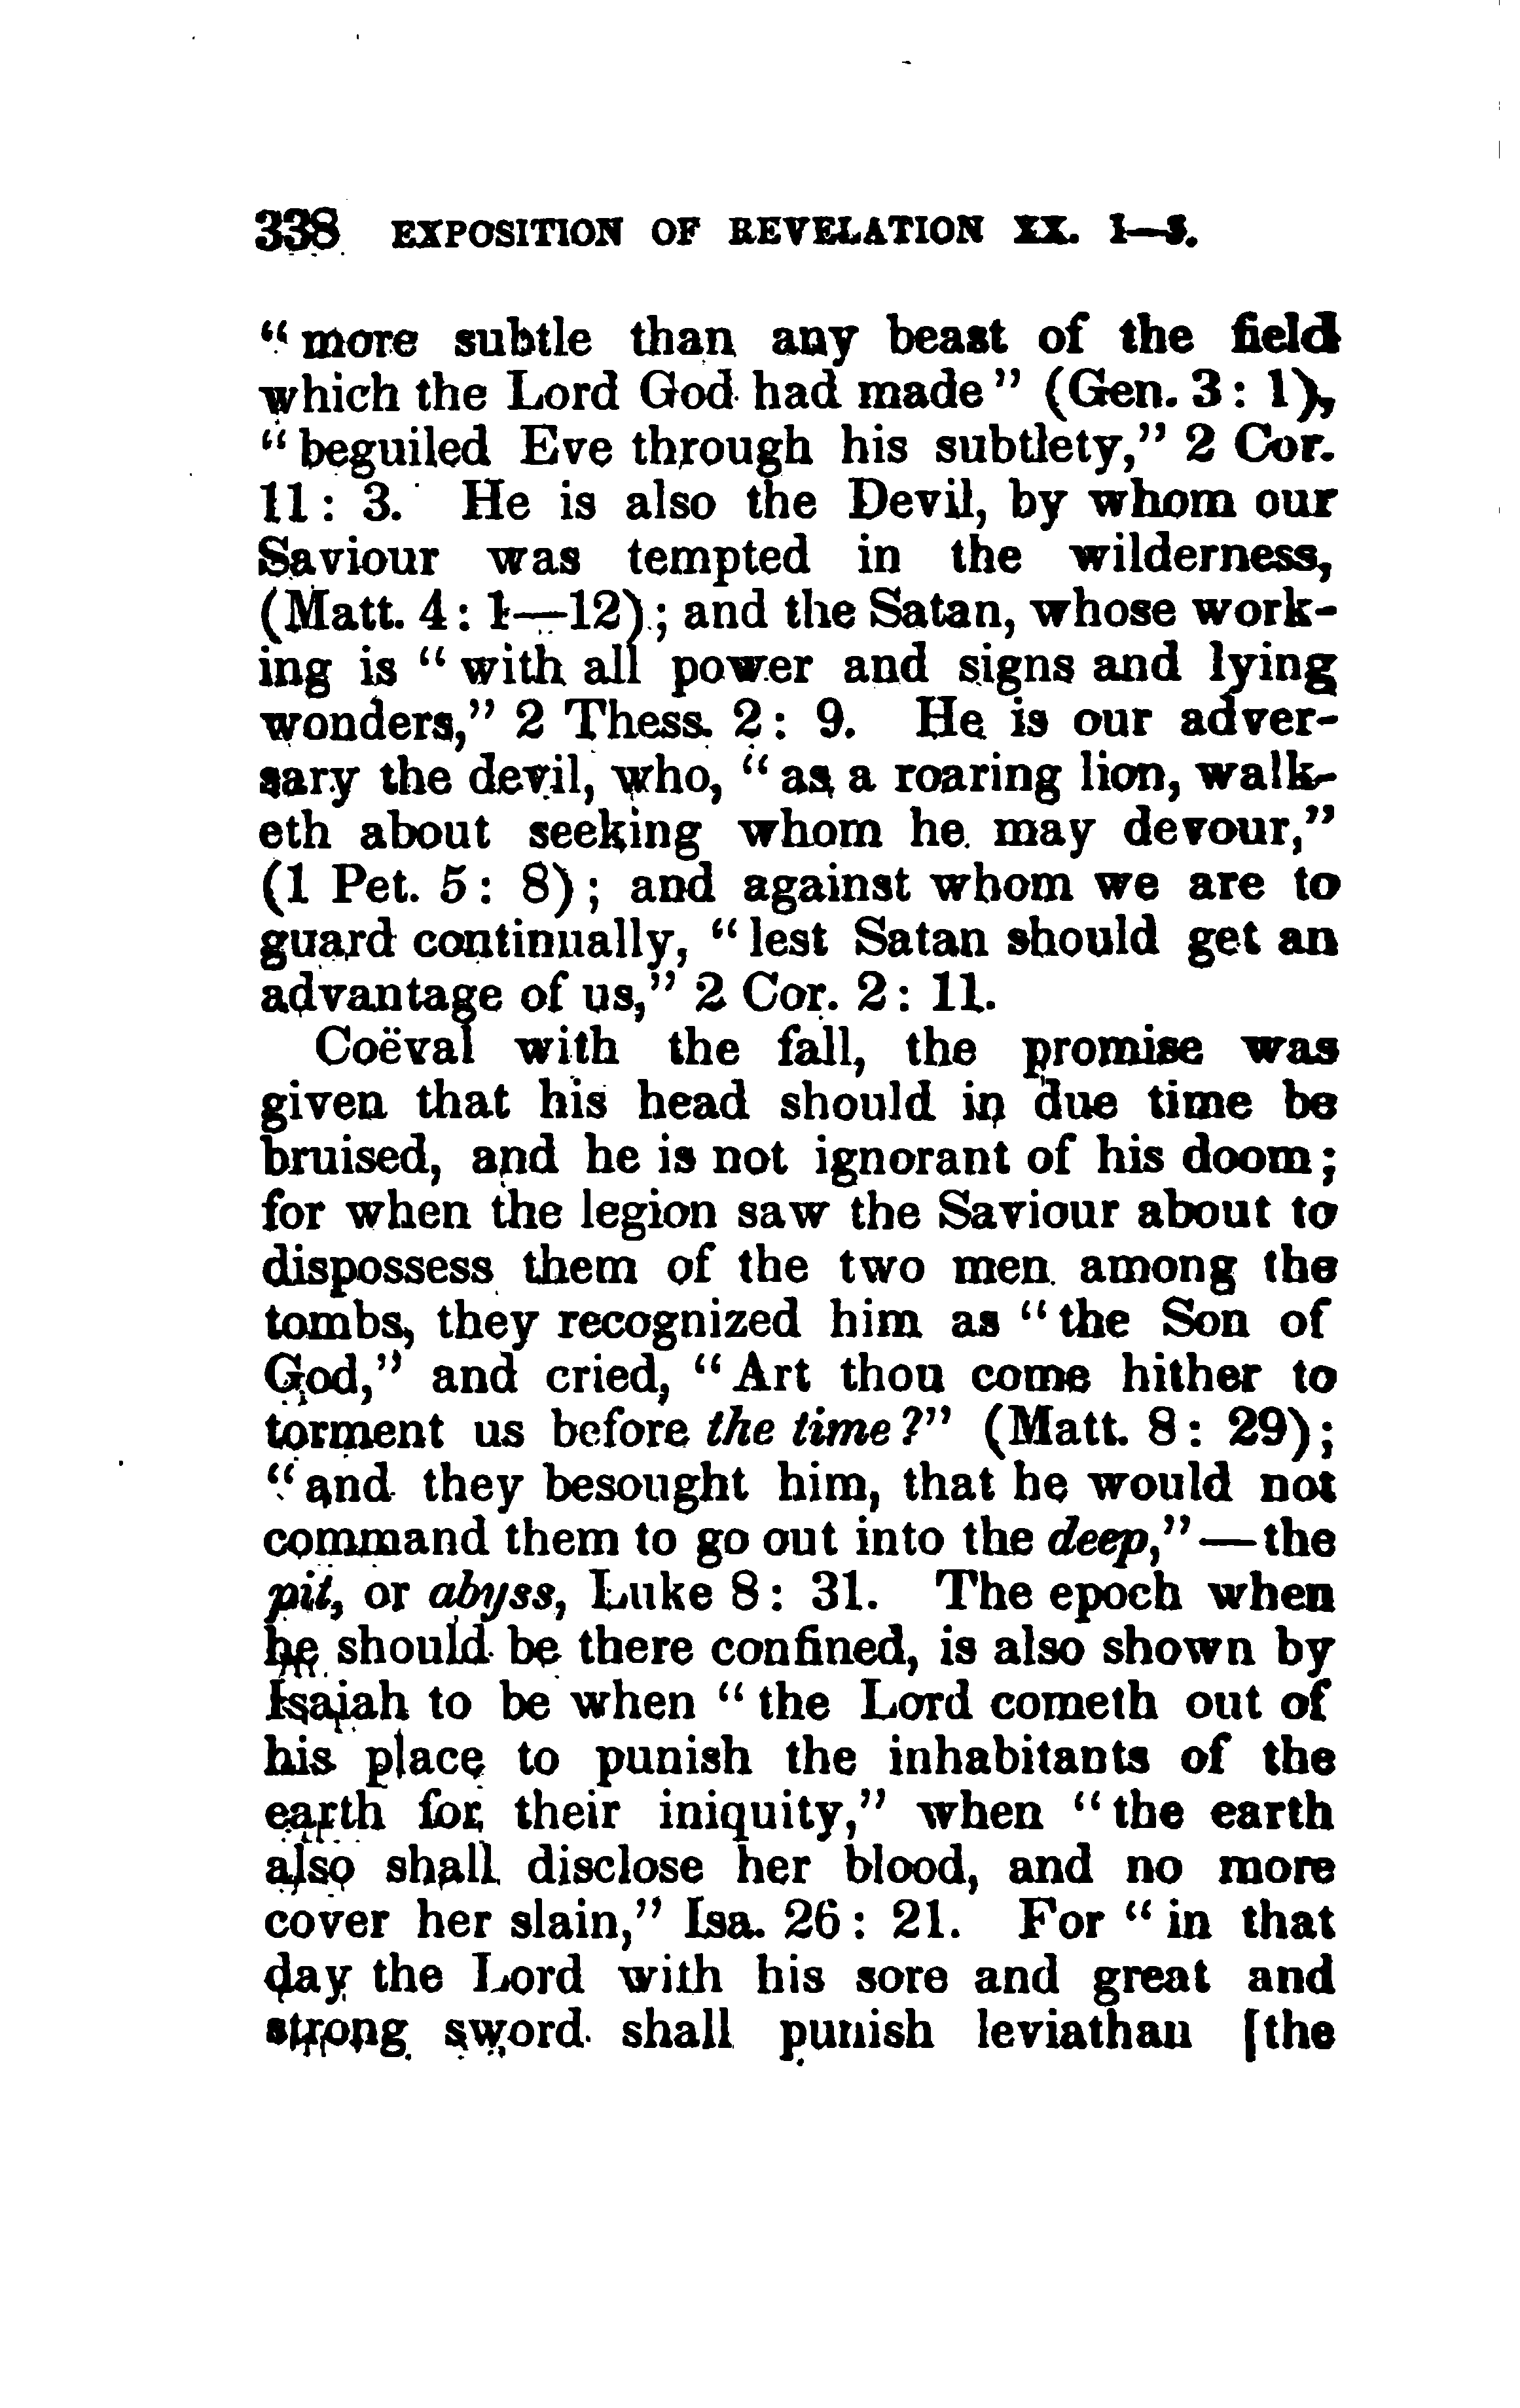 338 EXPOSITION OF REVELATION XX. 1—3.
“more subtle than any beast of the field
which the Lord God had made” (Gen. 3: 1),
“beguiled Eve through his subtlety,” 2 Cor.
11: 3. He is also the Devil, by whom our
Saviour was tempted in the wilderness,
(Matt. 4: 1—12); and the Satan, whose work-
ing is “with all power and signs and lying
wonders,” 2 Thess. 2: 9. He is our adver-
sary the devil, who, “as a roaring lion, walk-
eth about seeking whom he may devour,”
(1 Pet. 5: 8); and against whom we are to
guard continually, “lest Satan should get an
advantage of us,” 2 Cor. 2: 11.
Coëval with the fall, the promise was
given that his head should in due time be
bruised, and he is not ignorant of his doom;
for when the legion saw the Saviour about to
dispossess them of the two men among the
tombs, they recognized him as “the Son of
God,” and cried, “Art thou come hither to
torment us before the time?” (Matt. 8: 29);
“and they besought him, that he would not
command them to go out into the deep,”—the
pit, or abyss, Luke 8: 31. The epoch when
he should be there confined, is also shown by
Isaiah to be when “the Lord cometh out of
his place to punish the inhabitants of the
earth for their iniquity,” when “the earth
also shall disclose her blood, and no more
cover her slain,” Isa. 26: 21. For “in that
day the Lord with his sore and great and
strong sword shall punish leviathan [the